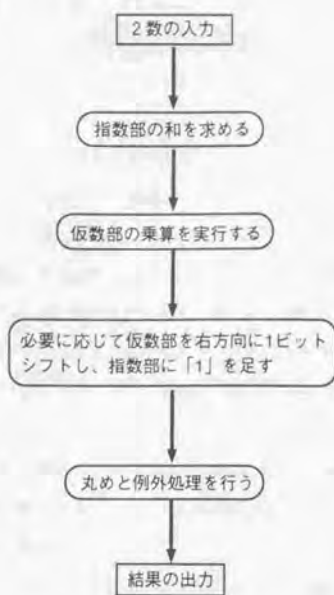 2数の入力
指数部の和を求める
仮数部の乗算を実行する
必要に応じて仮数部を右方向に1ビット
シフトし、指数部に「1」を足す
丸めと例外処理を行う
結果の出力